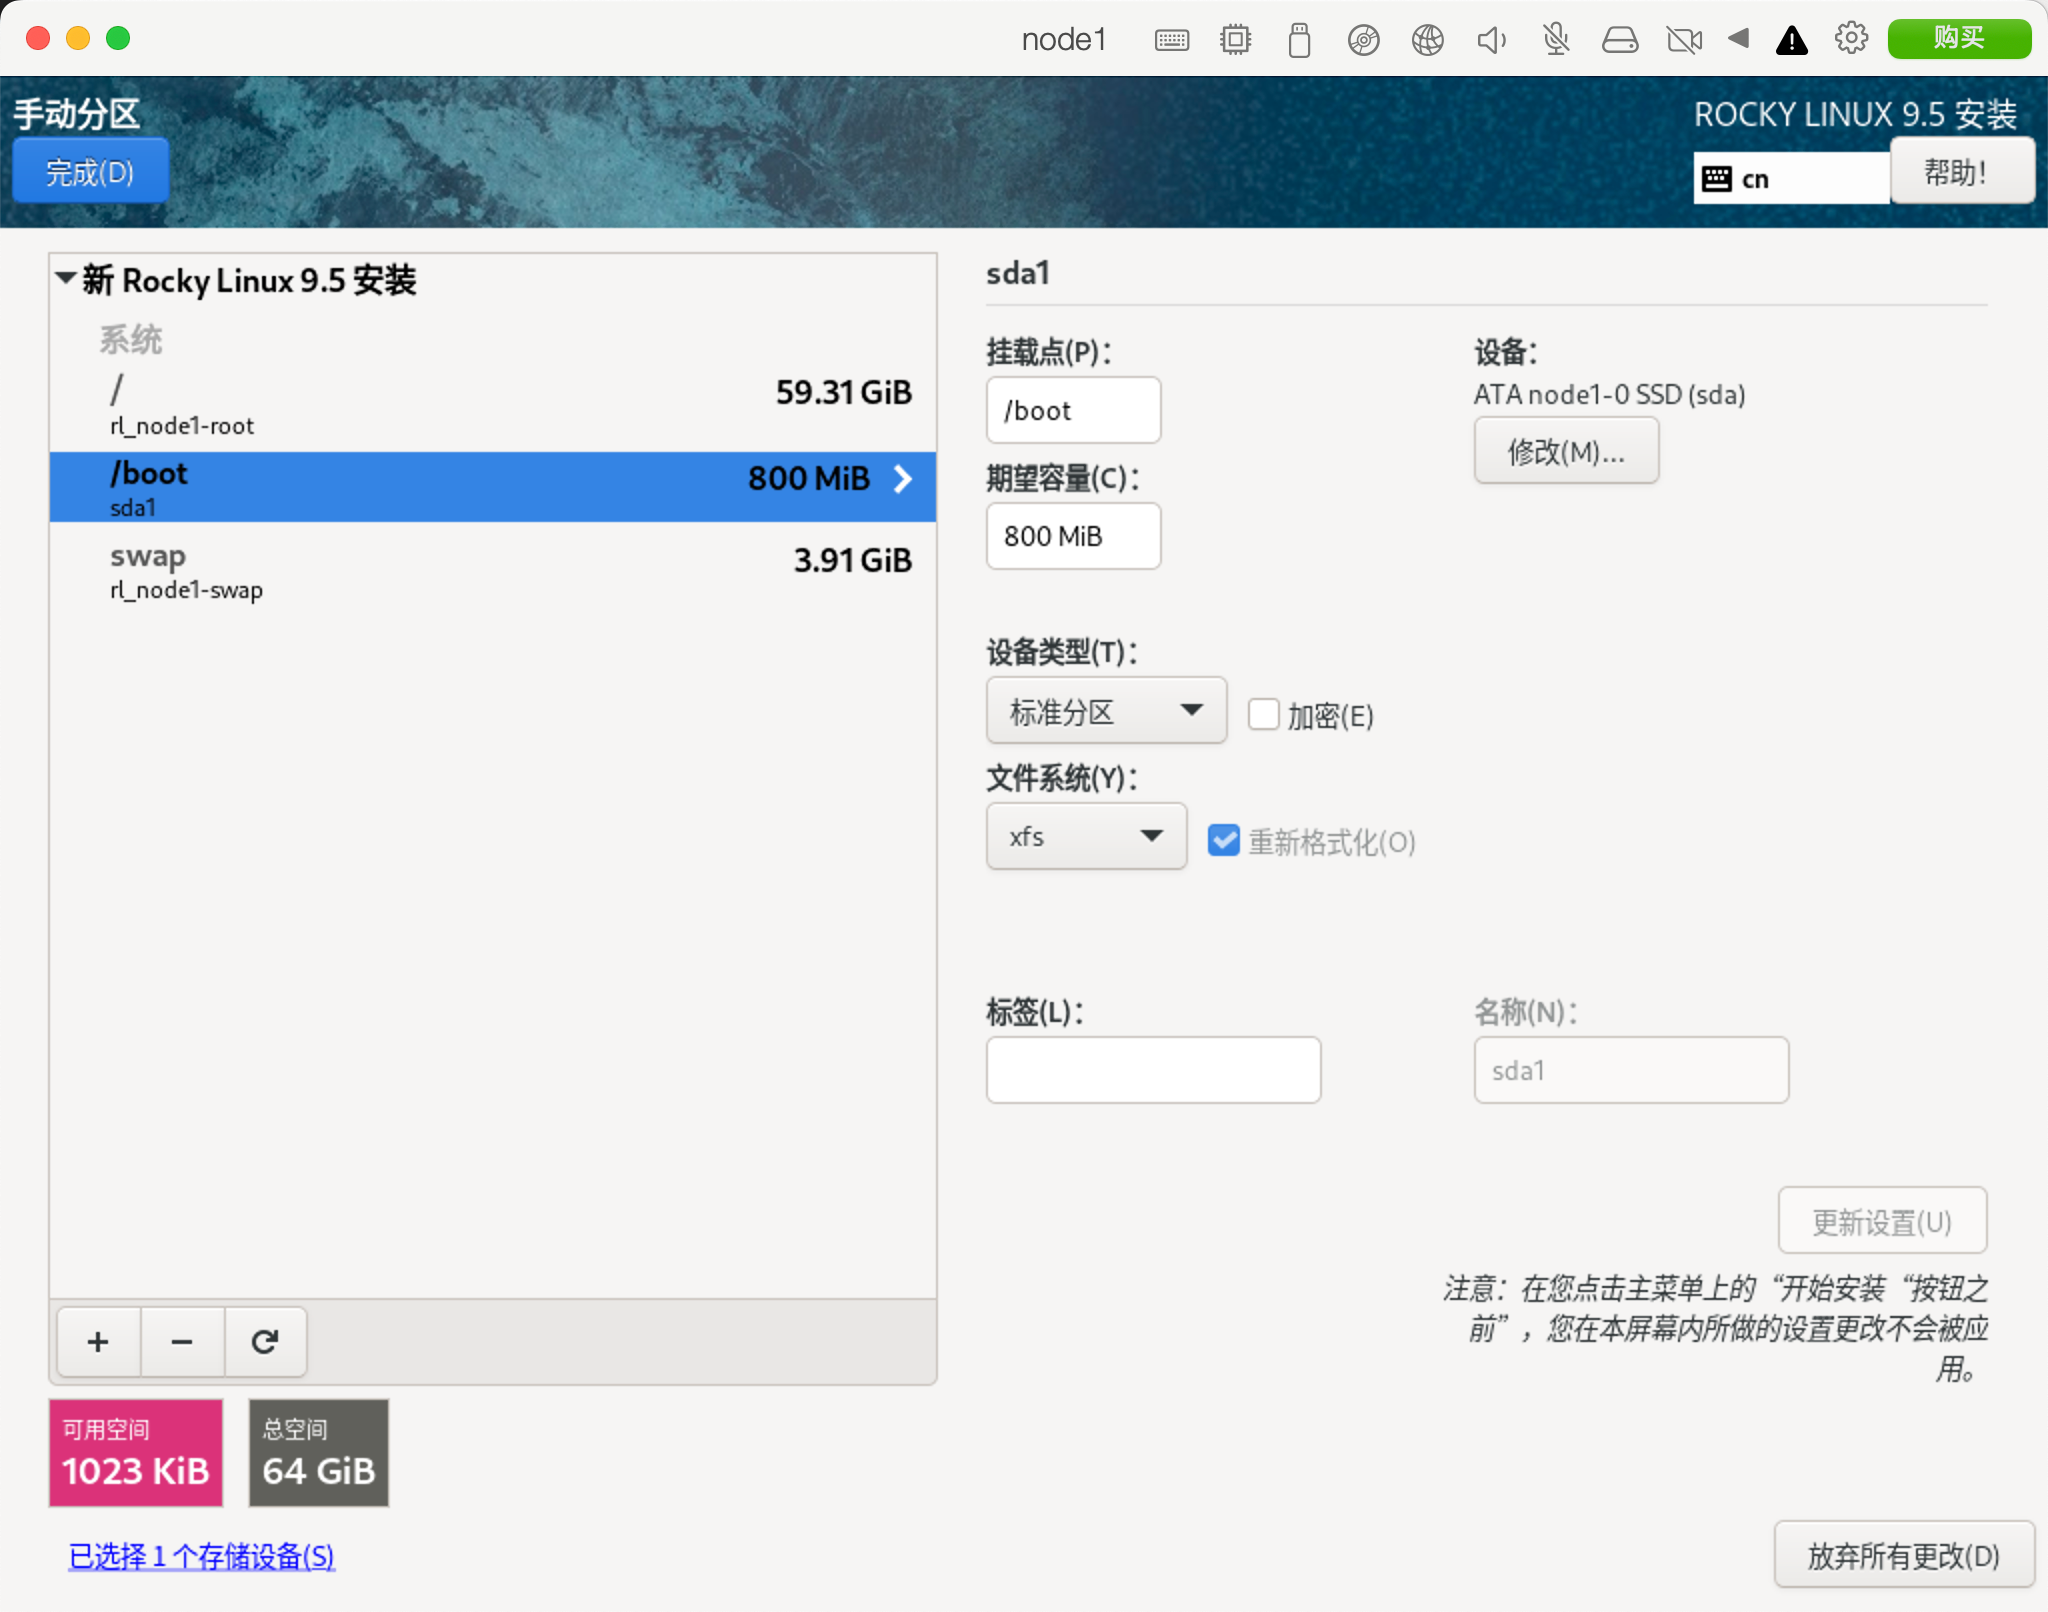 node1
购买
手动分区
ROCKY LINUX 9.5 安装
完成(D)
cn
帮助！
新 Rocky Linux 9.5 安装
系统
/
59.31 GiB
rl_node1-root
/boot
800 MiB
sda1
swap
3.91 GiB
rl_node1-swap
sda1
挂载点(P)：
/boot
设备：
ATA node1-0 SSD (sda)
修改(M)...
期望容量(C)：
800 MiB
设备类型(T)：
标准分区
加密(E)
文件系统(Y)：
xfs
重新格式化(O)
标签(L)：
名称(N)：
sda1
更新设置(U)
注意：在您点击主菜单上的“开始安装“按钮之
前”，您在本屏幕内所做的设置更改不会被应
用。
+
−
可用空间
1023 KiB
总空间
64 GiB
已选择 1 个存储设备(S)
放弃所有更改(D)